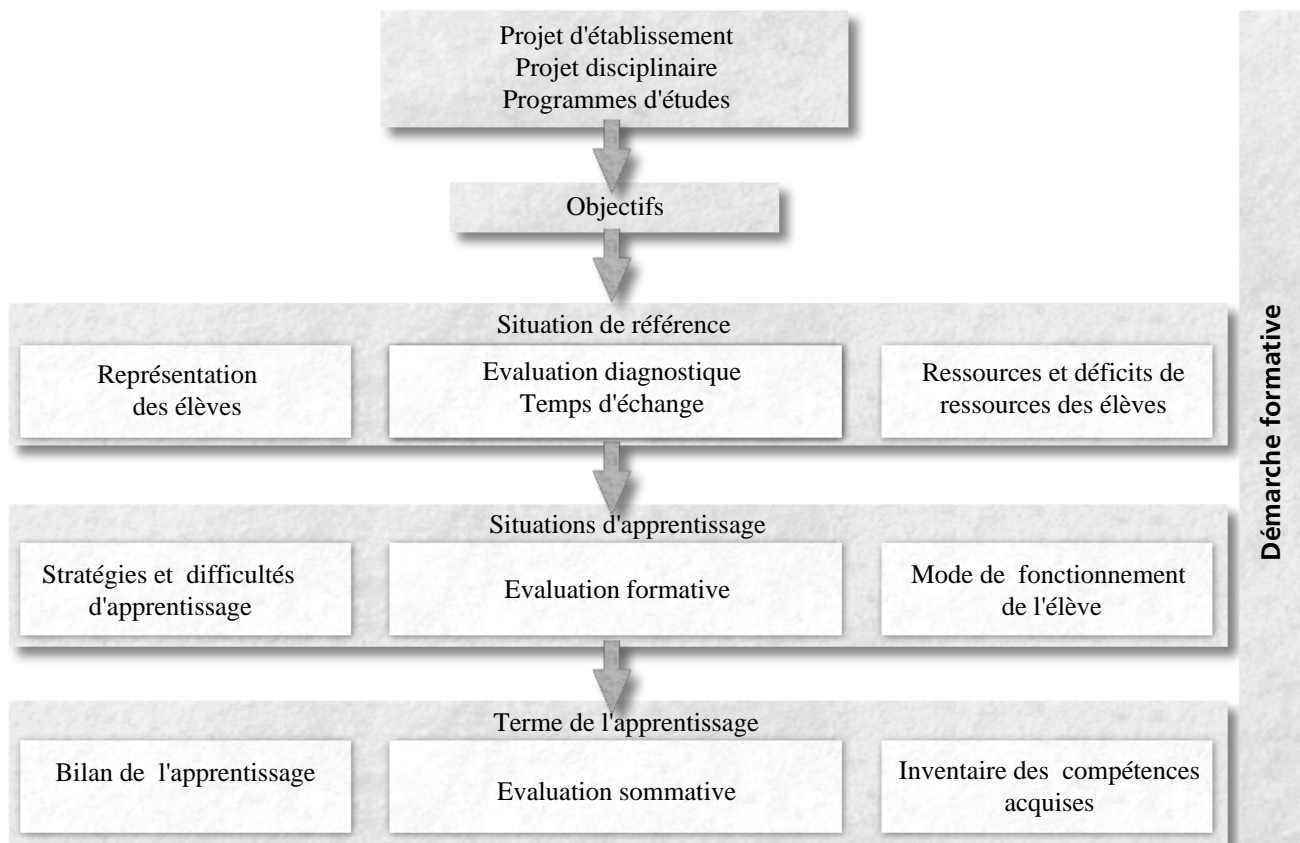 Projet d'établissement
Projet disciplinaire
Programmes d'études
Objectifs
Situation de référence
Représentation
des élèves
Evaluation diagnostique
Temps d'échange
Ressources et déficits de
ressources des élèves
Situations d'apprentissage
Stratégies et difficultés
d'apprentissage
Evaluation formative
Mode de fonctionnement
de l'élève
Terme de l'apprentissage
Bilan de l'apprentissage
Evaluation sommative
Inventaire des compétences
acquises
Démarche formative